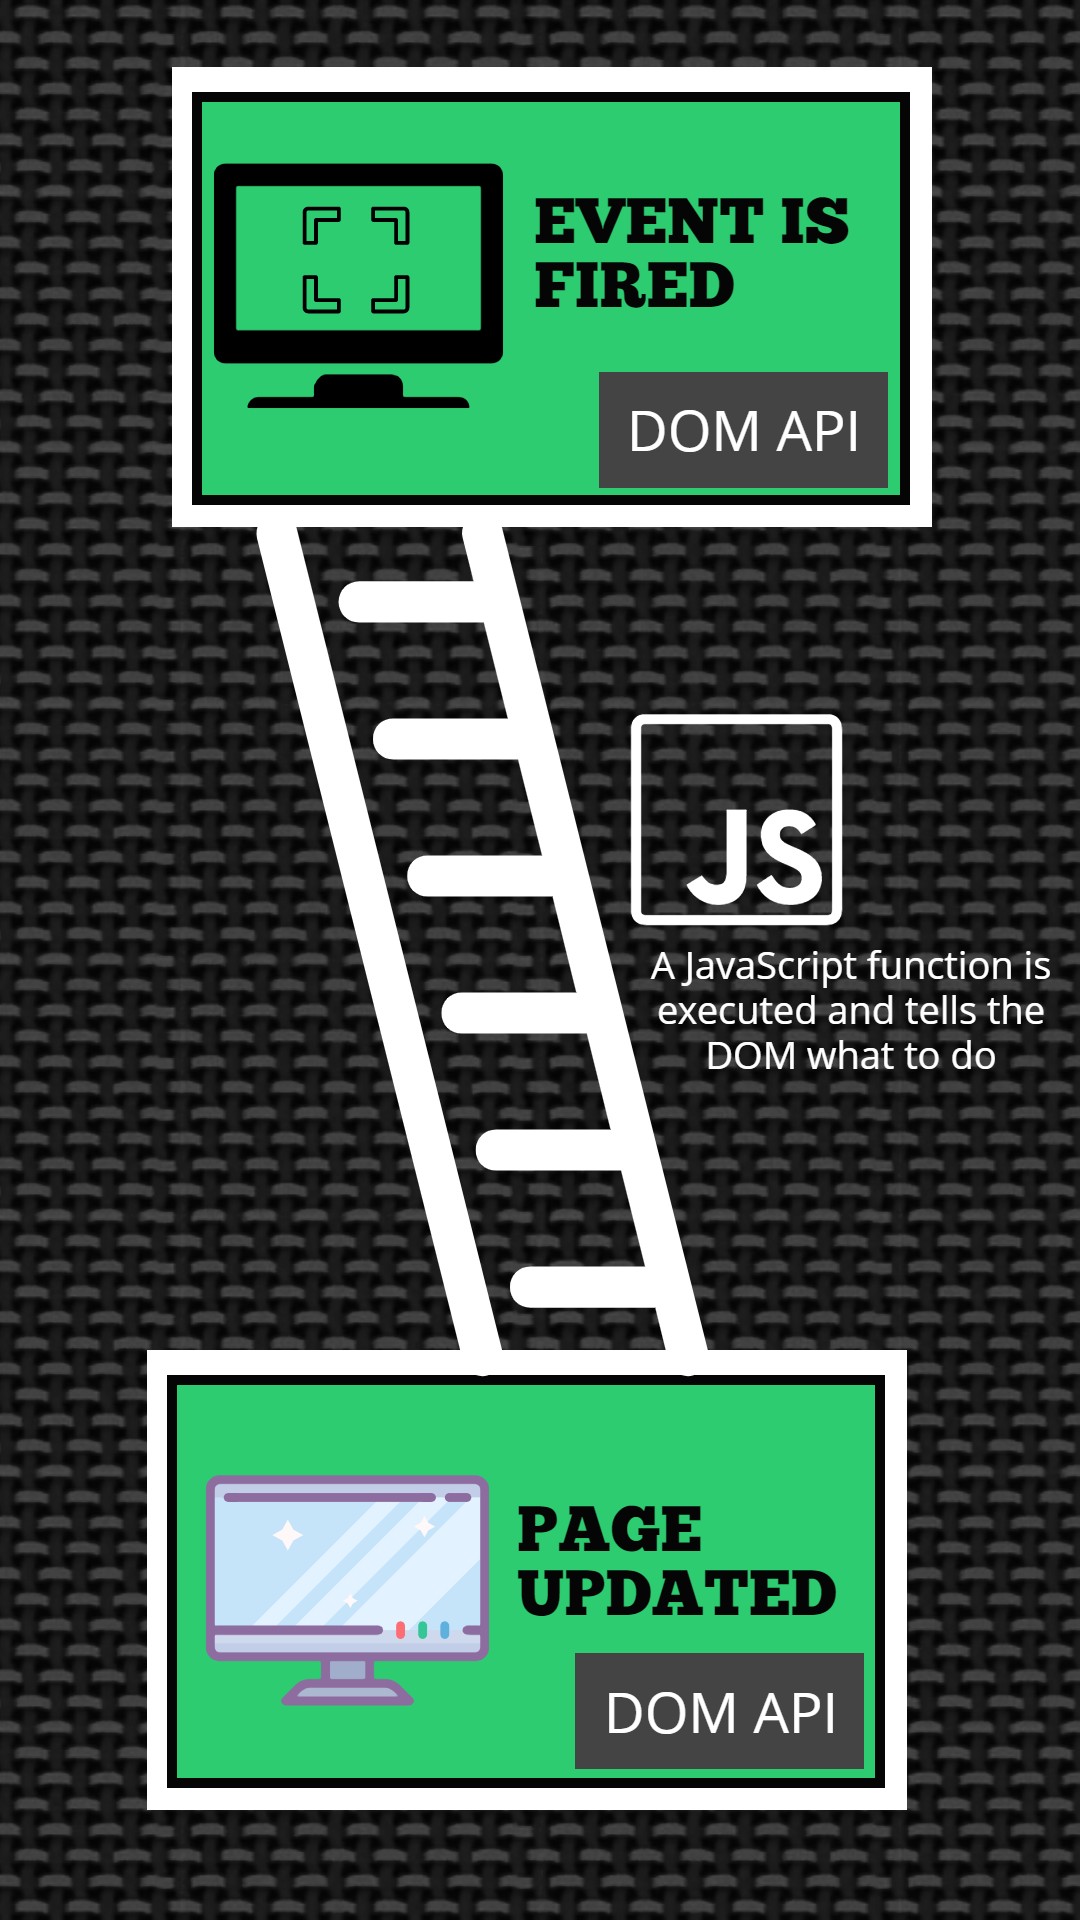 EVENT IS
FIRED
DOM API
JS
A JavaScript function is
executed and tells the
DOM what to do
PAGE
UPDATED
DOM API